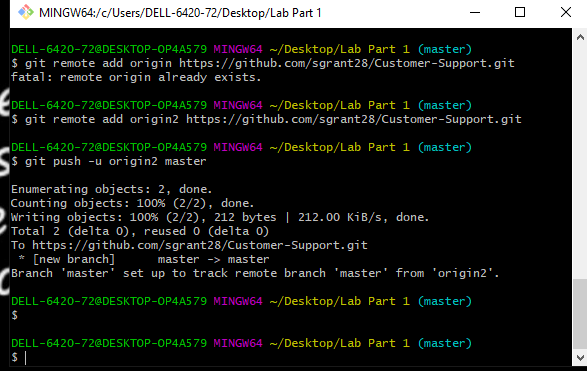 MINGW64:/c/Users/DELL-6420-72/Desktop/Lab Part 1
DELL-6420-72@DESKTOP-OP4A579 MINGW64 ~/Desktop/Lab Part 1 (master)
$ git remote add origin https://github.com/sgrant28/Customer-Support.git
fatal: remote origin already exists.
DELL-6420-72@DESKTOP-OP4A579 MINGW64 ~/Desktop/Lab Part 1 (master)
$ git remote add origin2 https://github.com/sgrant28/Customer-Support.git
DELL-6420-72@DESKTOP-OP4A579 MINGW64 ~/Desktop/Lab Part 1 (master)
$ git push -u origin2 master
Enumerating objects: 2, done.
Counting objects: 100% (2/2), done.
Writing objects: 100% (2/2), 212 bytes | 212.00 KiB/s, done.
Total 2 (delta 0), reused 0 (delta 0)
To https://github.com/sgrant28/Customer-Support.git
 * [new branch]      master -> master
Branch 'master' set up to track remote branch 'master' from 'origin2'.
DELL-6420-72@DESKTOP-OP4A579 MINGW64 ~/Desktop/Lab Part 1 (master)
$
DELL-6420-72@DESKTOP-OP4A579 MINGW64 ~/Desktop/Lab Part 1 (master)
$